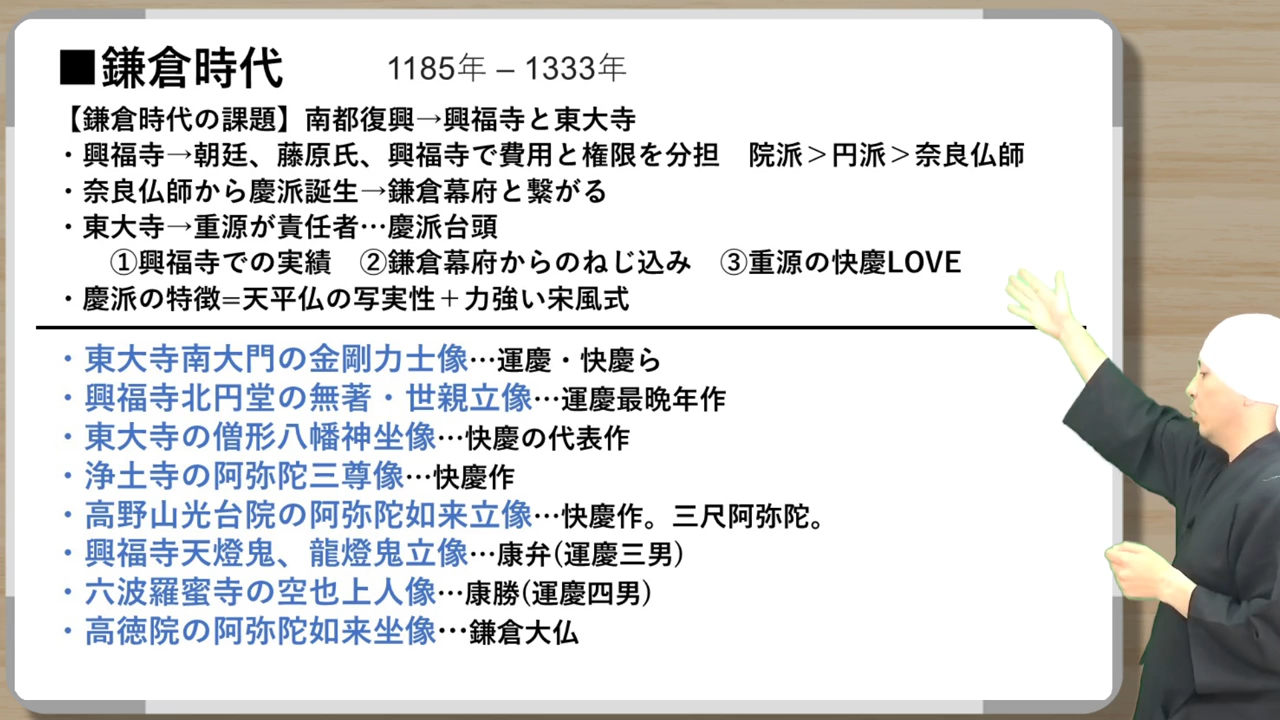 ■鎌倉時代　1185年 – 1333年
【鎌倉時代の課題】南都復興→興福寺と東大寺
・興福寺→朝廷、藤原氏、興福寺で費用と権限を分担　院派＞円派＞奈良仏師
・奈良仏師から慶派誕生→鎌倉幕府と繋がる
・東大寺→重源が責任者…慶派台頭
①興福寺での実績　②鎌倉幕府からのねじ込み　③重源の快慶LOVE
・慶派の特徴=天平仏の写実性＋力強い宋風式
・東大寺南大門の金剛力士像…運慶・快慶ら
・興福寺北円堂の無著・世親立像…運慶最晩年作
・東大寺の僧形八幡神坐像…快慶の代表作
・浄土寺の阿弥陀三尊像…快慶作
・高野山光台院の阿弥陀如来立像…快慶作。三尺阿弥陀。
・興福寺天燈鬼、龍燈鬼立像…康弁(運慶三男)
・六波羅蜜寺の空也上人像…康勝(運慶四男)
・高徳院の阿弥陀如来坐像…鎌倉大仏